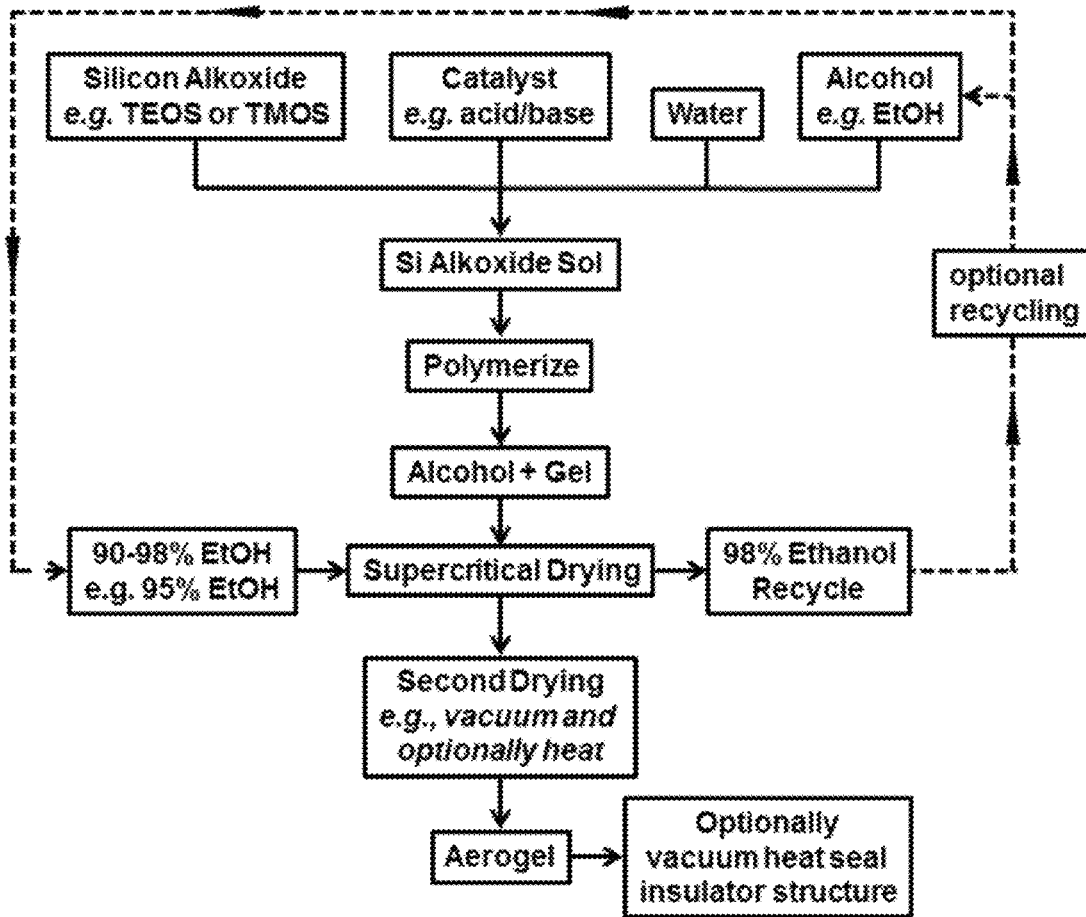 Silicon Alkoxide
e.g. TEOS or TMOS
Catalyst
e.g. acid/base
Water
Alcohol
e.g. EtOH
Si Alkoxide Sol
optional
recycling
Polymerize
Alcohol + Gel
90-98% EtOH
e.g. 95% EtOH
Supercritical Drying
98% Ethanol
Recycle
Second Drying
e.g., vacuum and
optionally heat
Aerogel
Optionally
vacuum heat seal
insulator structure